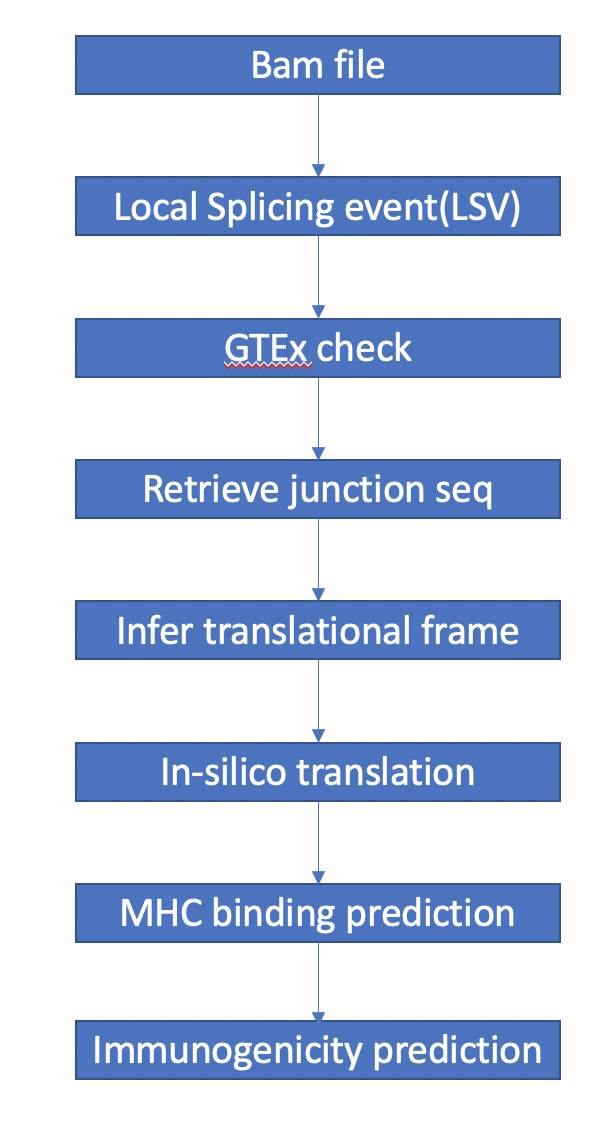 Bam file
Local Splicing event(LSV)
GTEx check
Retrieve junction seq
Infer translational frame
In-silico translation
MHC binding prediction
Immunogenicity prediction